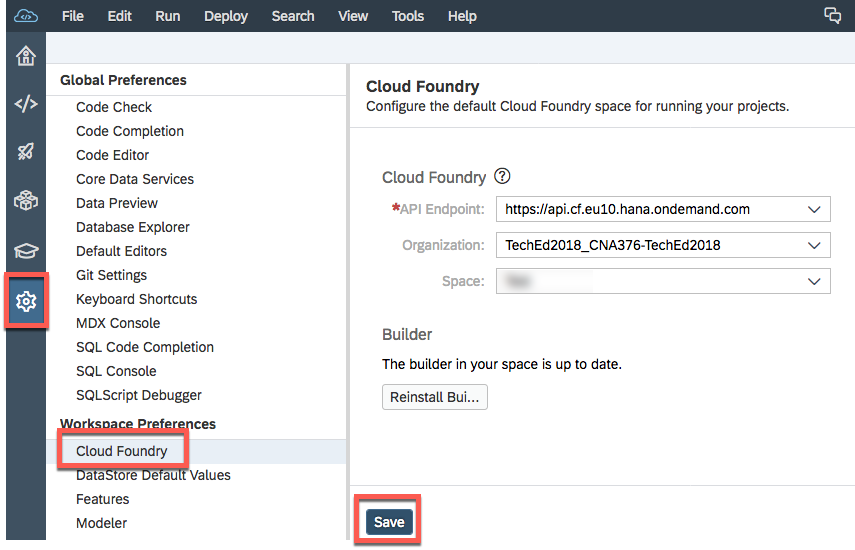 File Edit Run Deploy Search View Tools Help
Global Preferences
Code Check
Code Completion
Code Editor
Core Data Services
Data Preview
Database Explorer
Default Editors
Git Settings
Keyboard Shortcuts
MDX Console
SQL Code Completion
SQL Console
SQLScript Debugger
Workspace Preferences
Cloud Foundry
DataStore Default Values
Features
Modeler
Cloud Foundry
Configure the default Cloud Foundry space for running your projects.
Cloud Foundry ?
*API Endpoint: https://api.cf.eu10.hana.ondemand.com
Organization: TechEd2018_CNA376-TechEd2018
Space:
Builder
The builder in your space is up to date.
Reinstall Bui...
Save